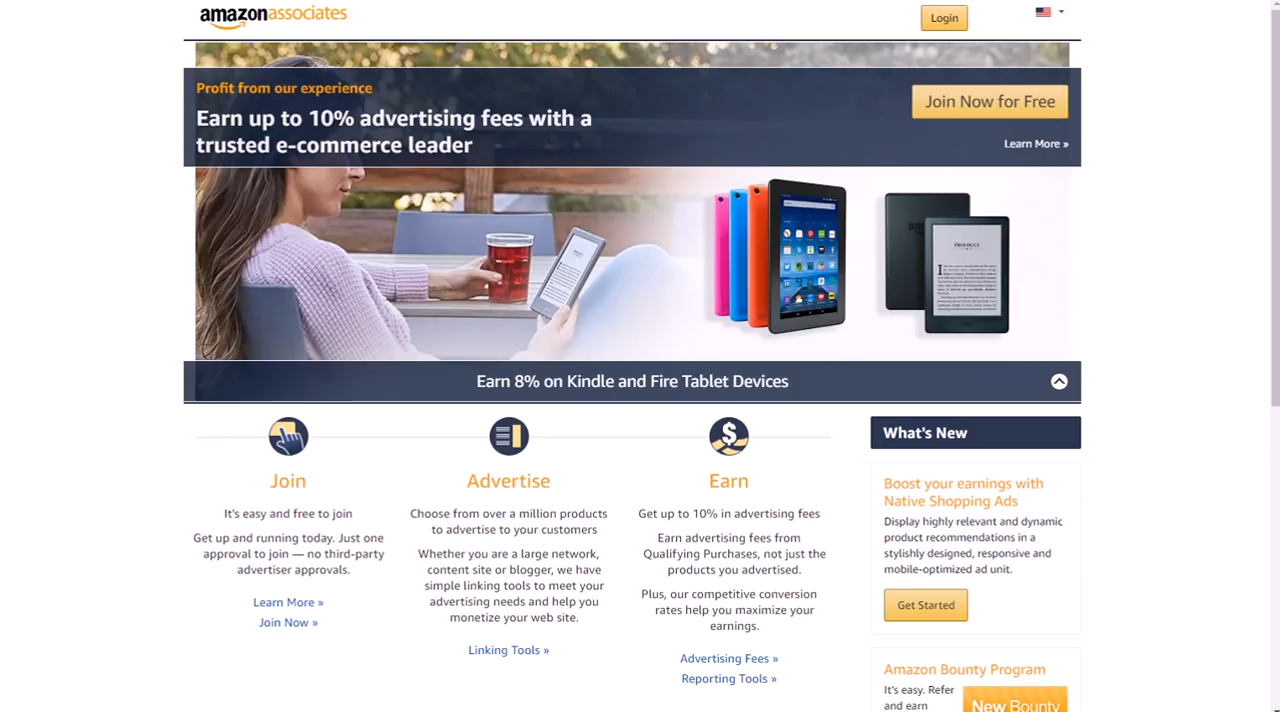 amazonassociates
Login
Profit from our experience
Earn up to 10% advertising fees with a
trusted e-commerce leader
Join Now for Free
Learn More »
PROLOGUE
Earn 8% on Kindle and Fire Tablet Devices
Join
It's easy and free to join
Get up and running today. Just one
approval to join — no third-party
advertiser approvals.
Learn More »
Join Now »
Advertise
Choose from over a million products
to advertise to your customers
Whether you are a large network,
content site or blogger, we have
simple linking tools to meet your
advertising needs and help you
monetize your web site.
Linking Tools »
Earn
Get up to 10% in advertising fees
Earn advertising fees from
Qualifying Purchases, not just the
products you advertised.
Plus, our competitive conversion
rates help you maximize your
earnings.
Advertising Fees »
Reporting Tools »
What's New
Boost your earnings with
Native Shopping Ads
Display highly relevant and dynamic
product recommendations in a
stylishly designed, responsive and
mobile-optimized ad unit.
Get Started
Amazon Bounty Program
It's easy. Refer
and earn
New Bounty